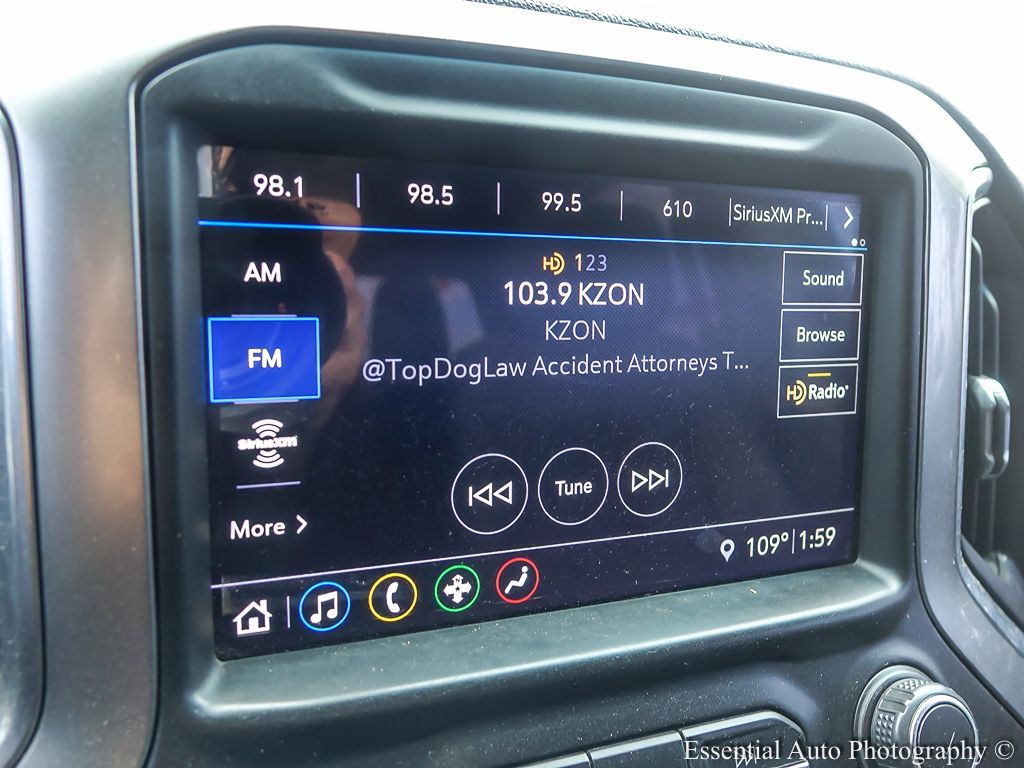 98.1 98.5 99.5 610 SiriusXM Pr...
AM
HD 123
103.9 KZON
Sound
KZON
Browse
FM
@TopDogLaw Accident Attorneys T...
HD Radio
SiriusXM
Tune
More
109° 1:59
Essential Auto Photography ©